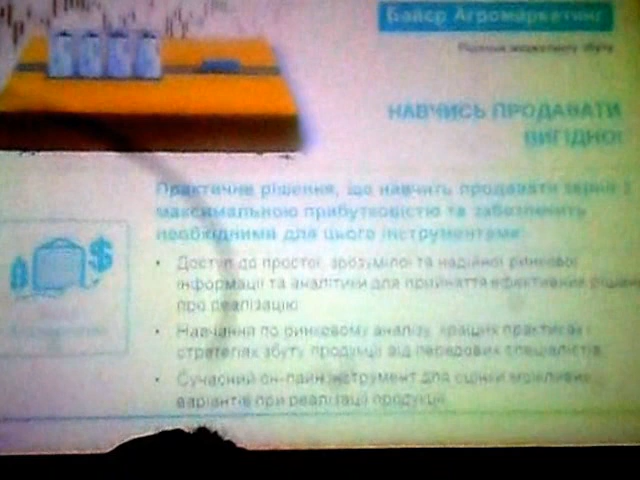 Байєр Агромаркетинг
НАВЧИСЬ ПРОДАВАТИ
ВИГІДНО!
Практичне рішення, що навчить продавати зерно з
максимальною прибутковістю та забезпечить
необхідними для цього інструментами:
• Доступ до простої, зрозумілої та надійної ринкової
інформації та аналітики для прийняття ефективних рішень
про реалізацію
• Навчання по ринковому аналізу, кращих практиках і
стратегіях збуту продукції від передових спеціалістів
• Сучасний он-лайн інструмент для оцінки можливих
варіантів при реалізації продукції